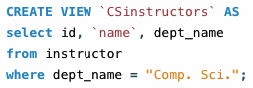 CREATE VIEW `CSinstructors` AS
select id, `name`, dept_name
from instructor
where dept_name = "Comp. Sci.";